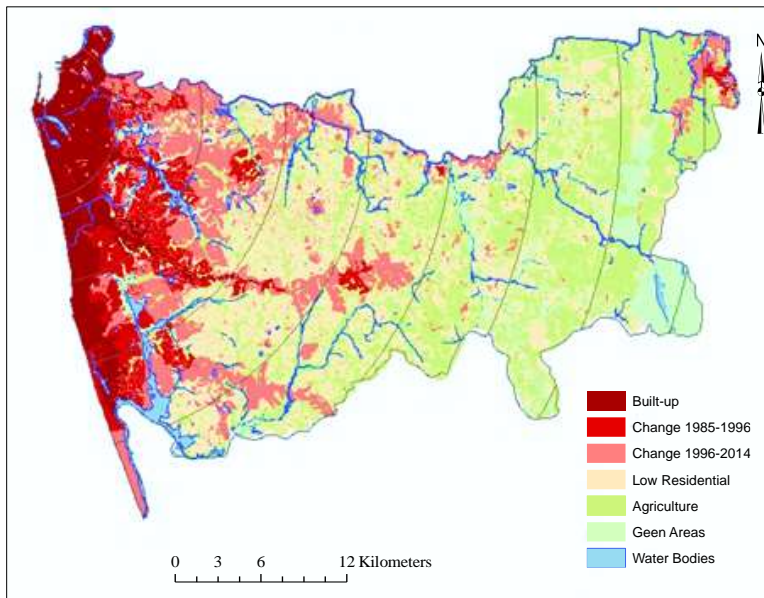 N
Built-up
Change 1985-1996
Change 1996-2014
Low Residential
Agriculture
Geen Areas
Water Bodies
0 3 6 12 Kilometers